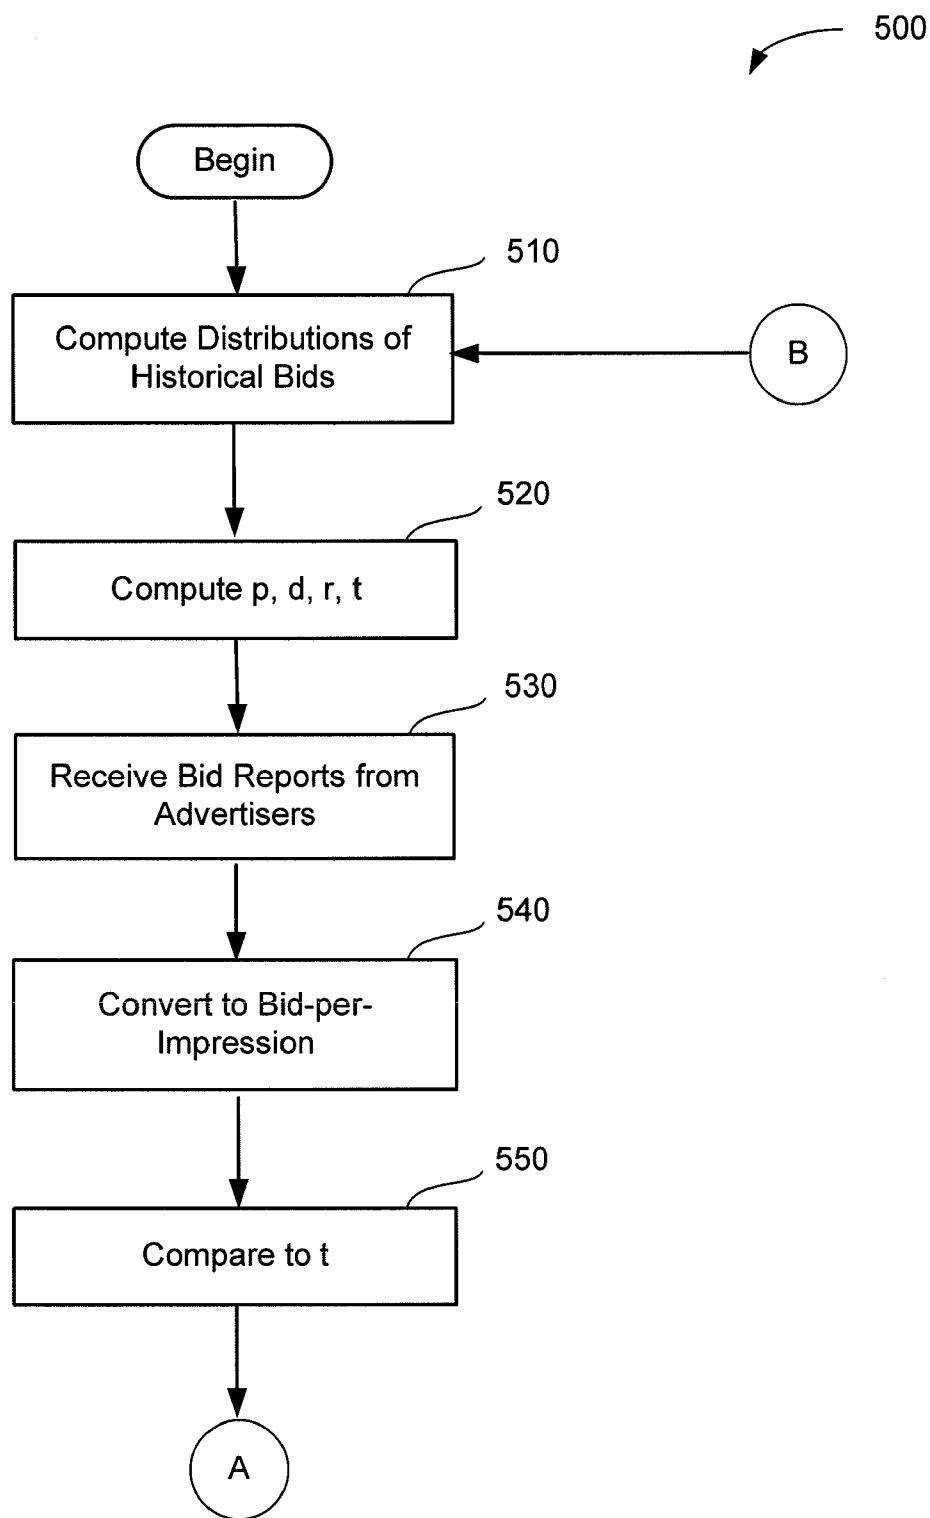 500
Begin
510
Compute Distributions of
Historical Bids
B
520
Compute p, d, r, t
530
Receive Bid Reports from
Advertisers
540
Convert to Bid-per-
Impression
550
Compare to t
A